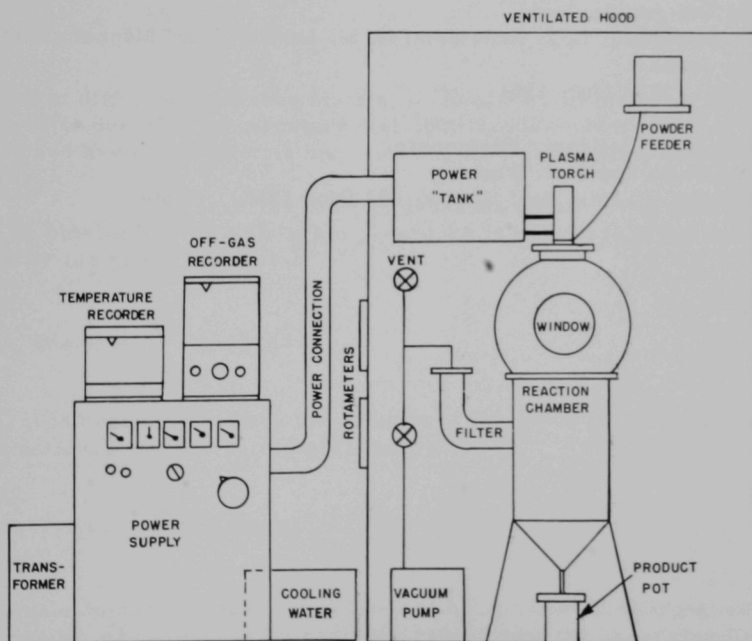 VENTILATED HOOD
POWDER
FEEDER
PLASMA
TORCH
POWER
"TANK"
OFF-GAS
RECORDER
VENT
TEMPERATURE
RECORDER
POWER CONNECTION
ROTAMETERS
WINDOW
REACTION
CHAMBER
FILTER
POWER
SUPPLY
TRANS-
FORMER
COOLING
WATER
VACUUM
PUMP
PRODUCT
POT